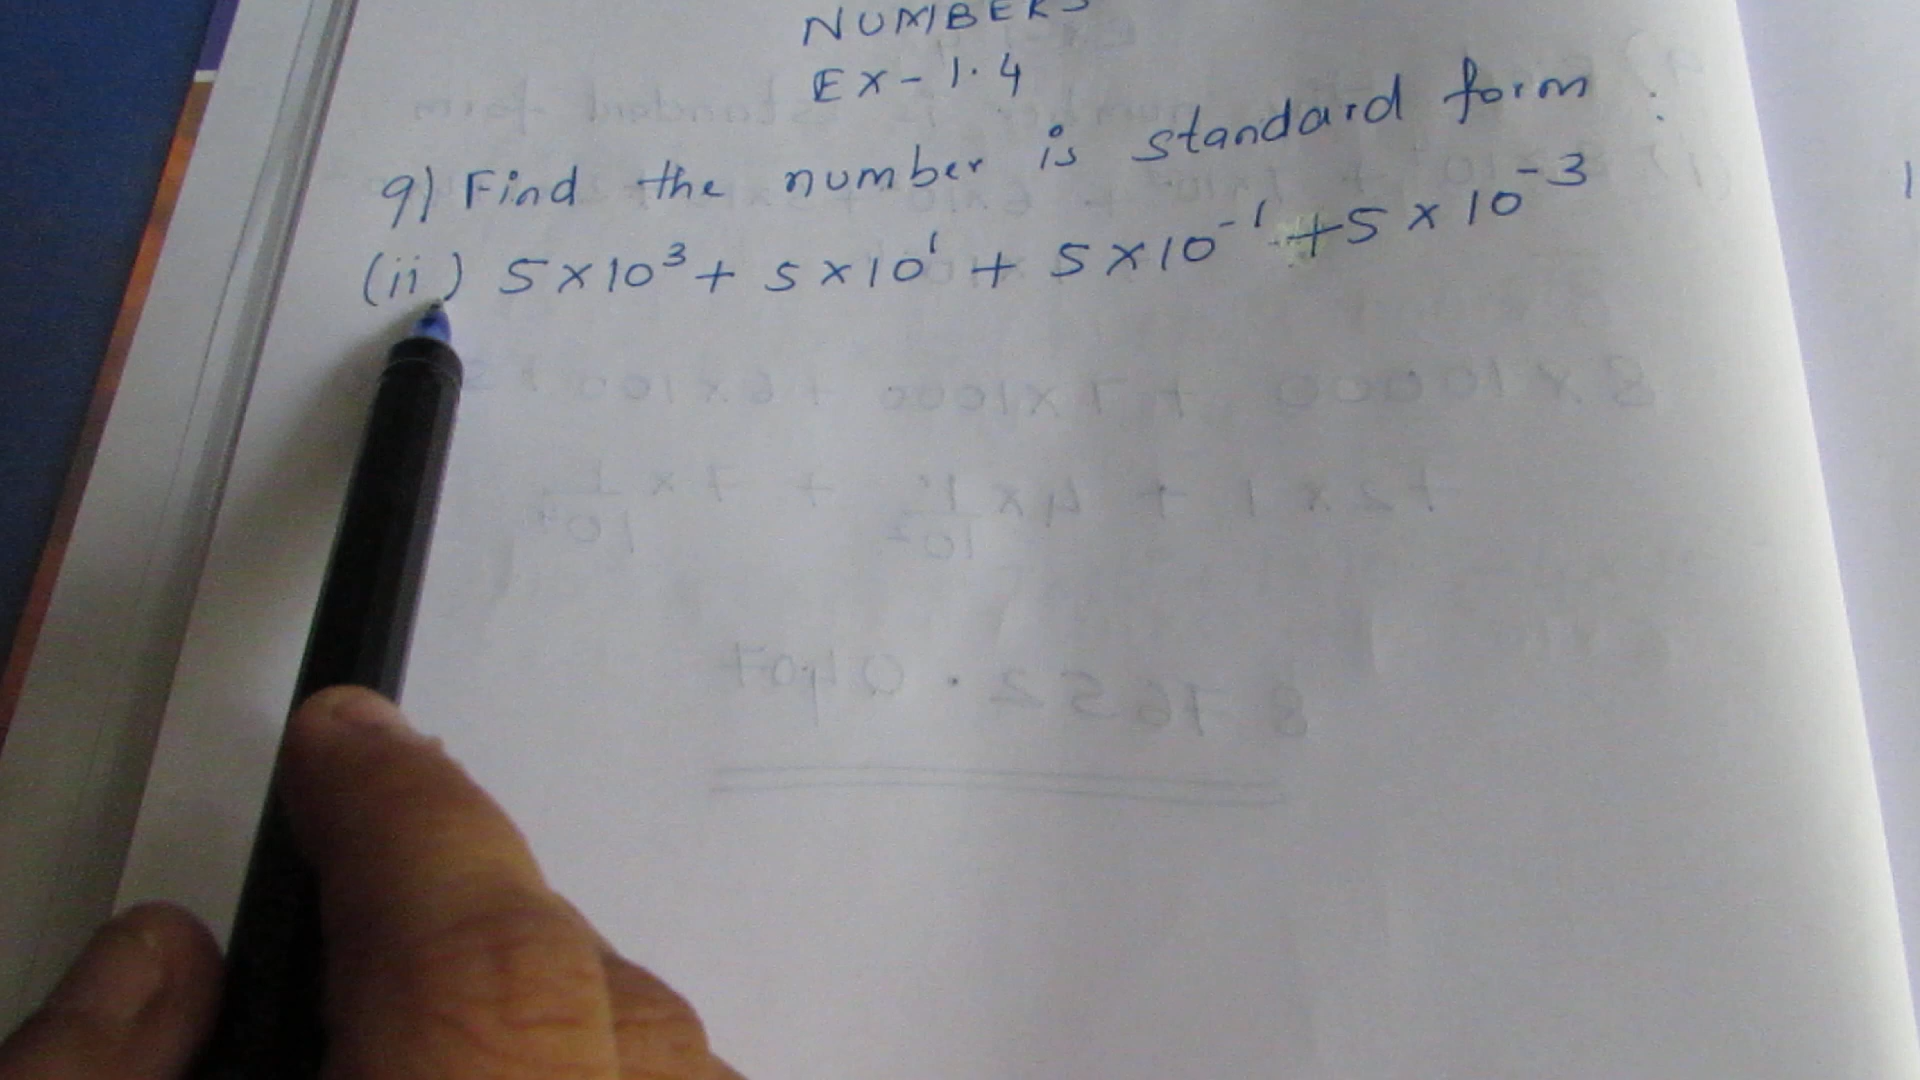 NUMBERS
Ex - 1.4
9) Find the number is standard form :
(ii) 5 × 10³ + 5 × 10¹ + 5 × 10⁻¹ + 5 × 10⁻³